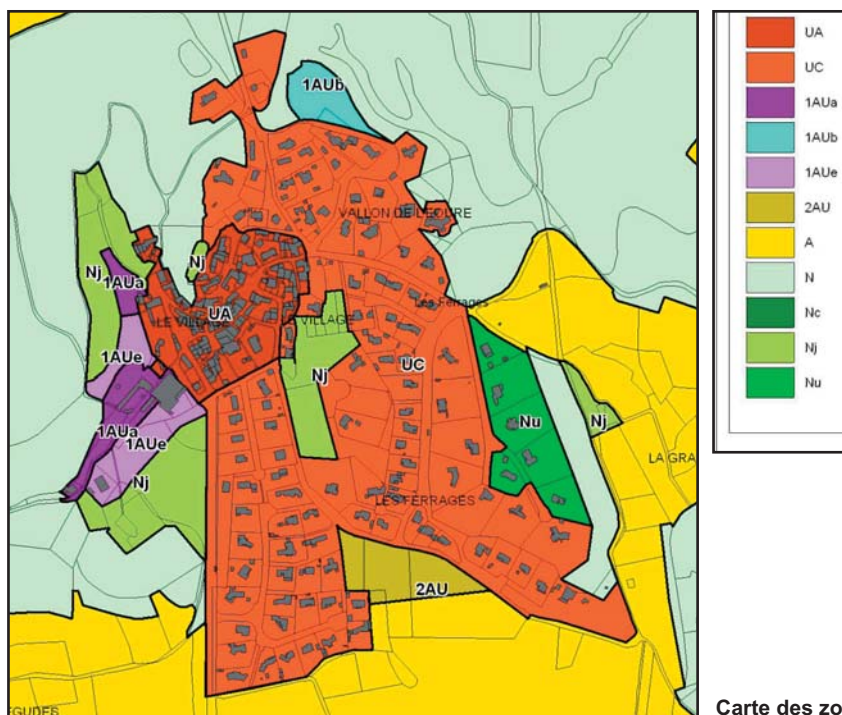 1AUb
VALLON DE LEOURE
Nj
Nj
1AUa
UA
LE VILLAGE
VILLAGE
Les Ferrages
1AUe
UC
Nj
1AUa
1AUe
Nu
Nj
LA GRA
Nj
LES FERRAGES
2AU
EGUDES
UA
UC
1AUa
1AUb
1AUe
2AU
A
N
Nc
Nj
Nu
Carte des zo